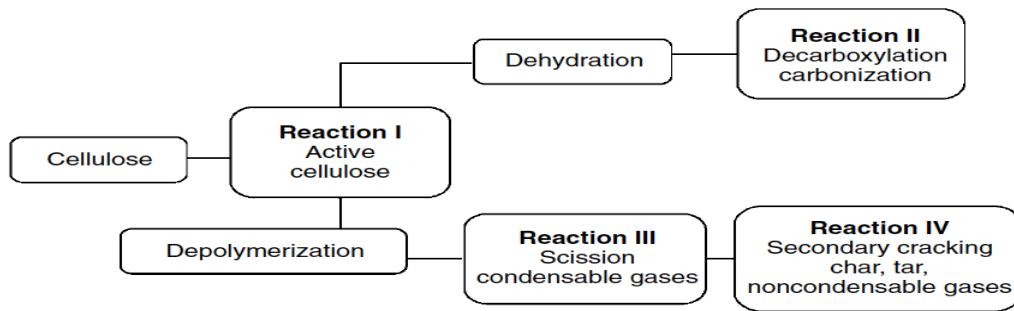 Cellulose
Reaction I
Active
cellulose
Dehydration
Reaction II
Decarboxylation
carbonization
Depolymerization
Reaction III
Scission
condensable gases
Reaction IV
Secondary cracking
char, tar,
noncondensable gases